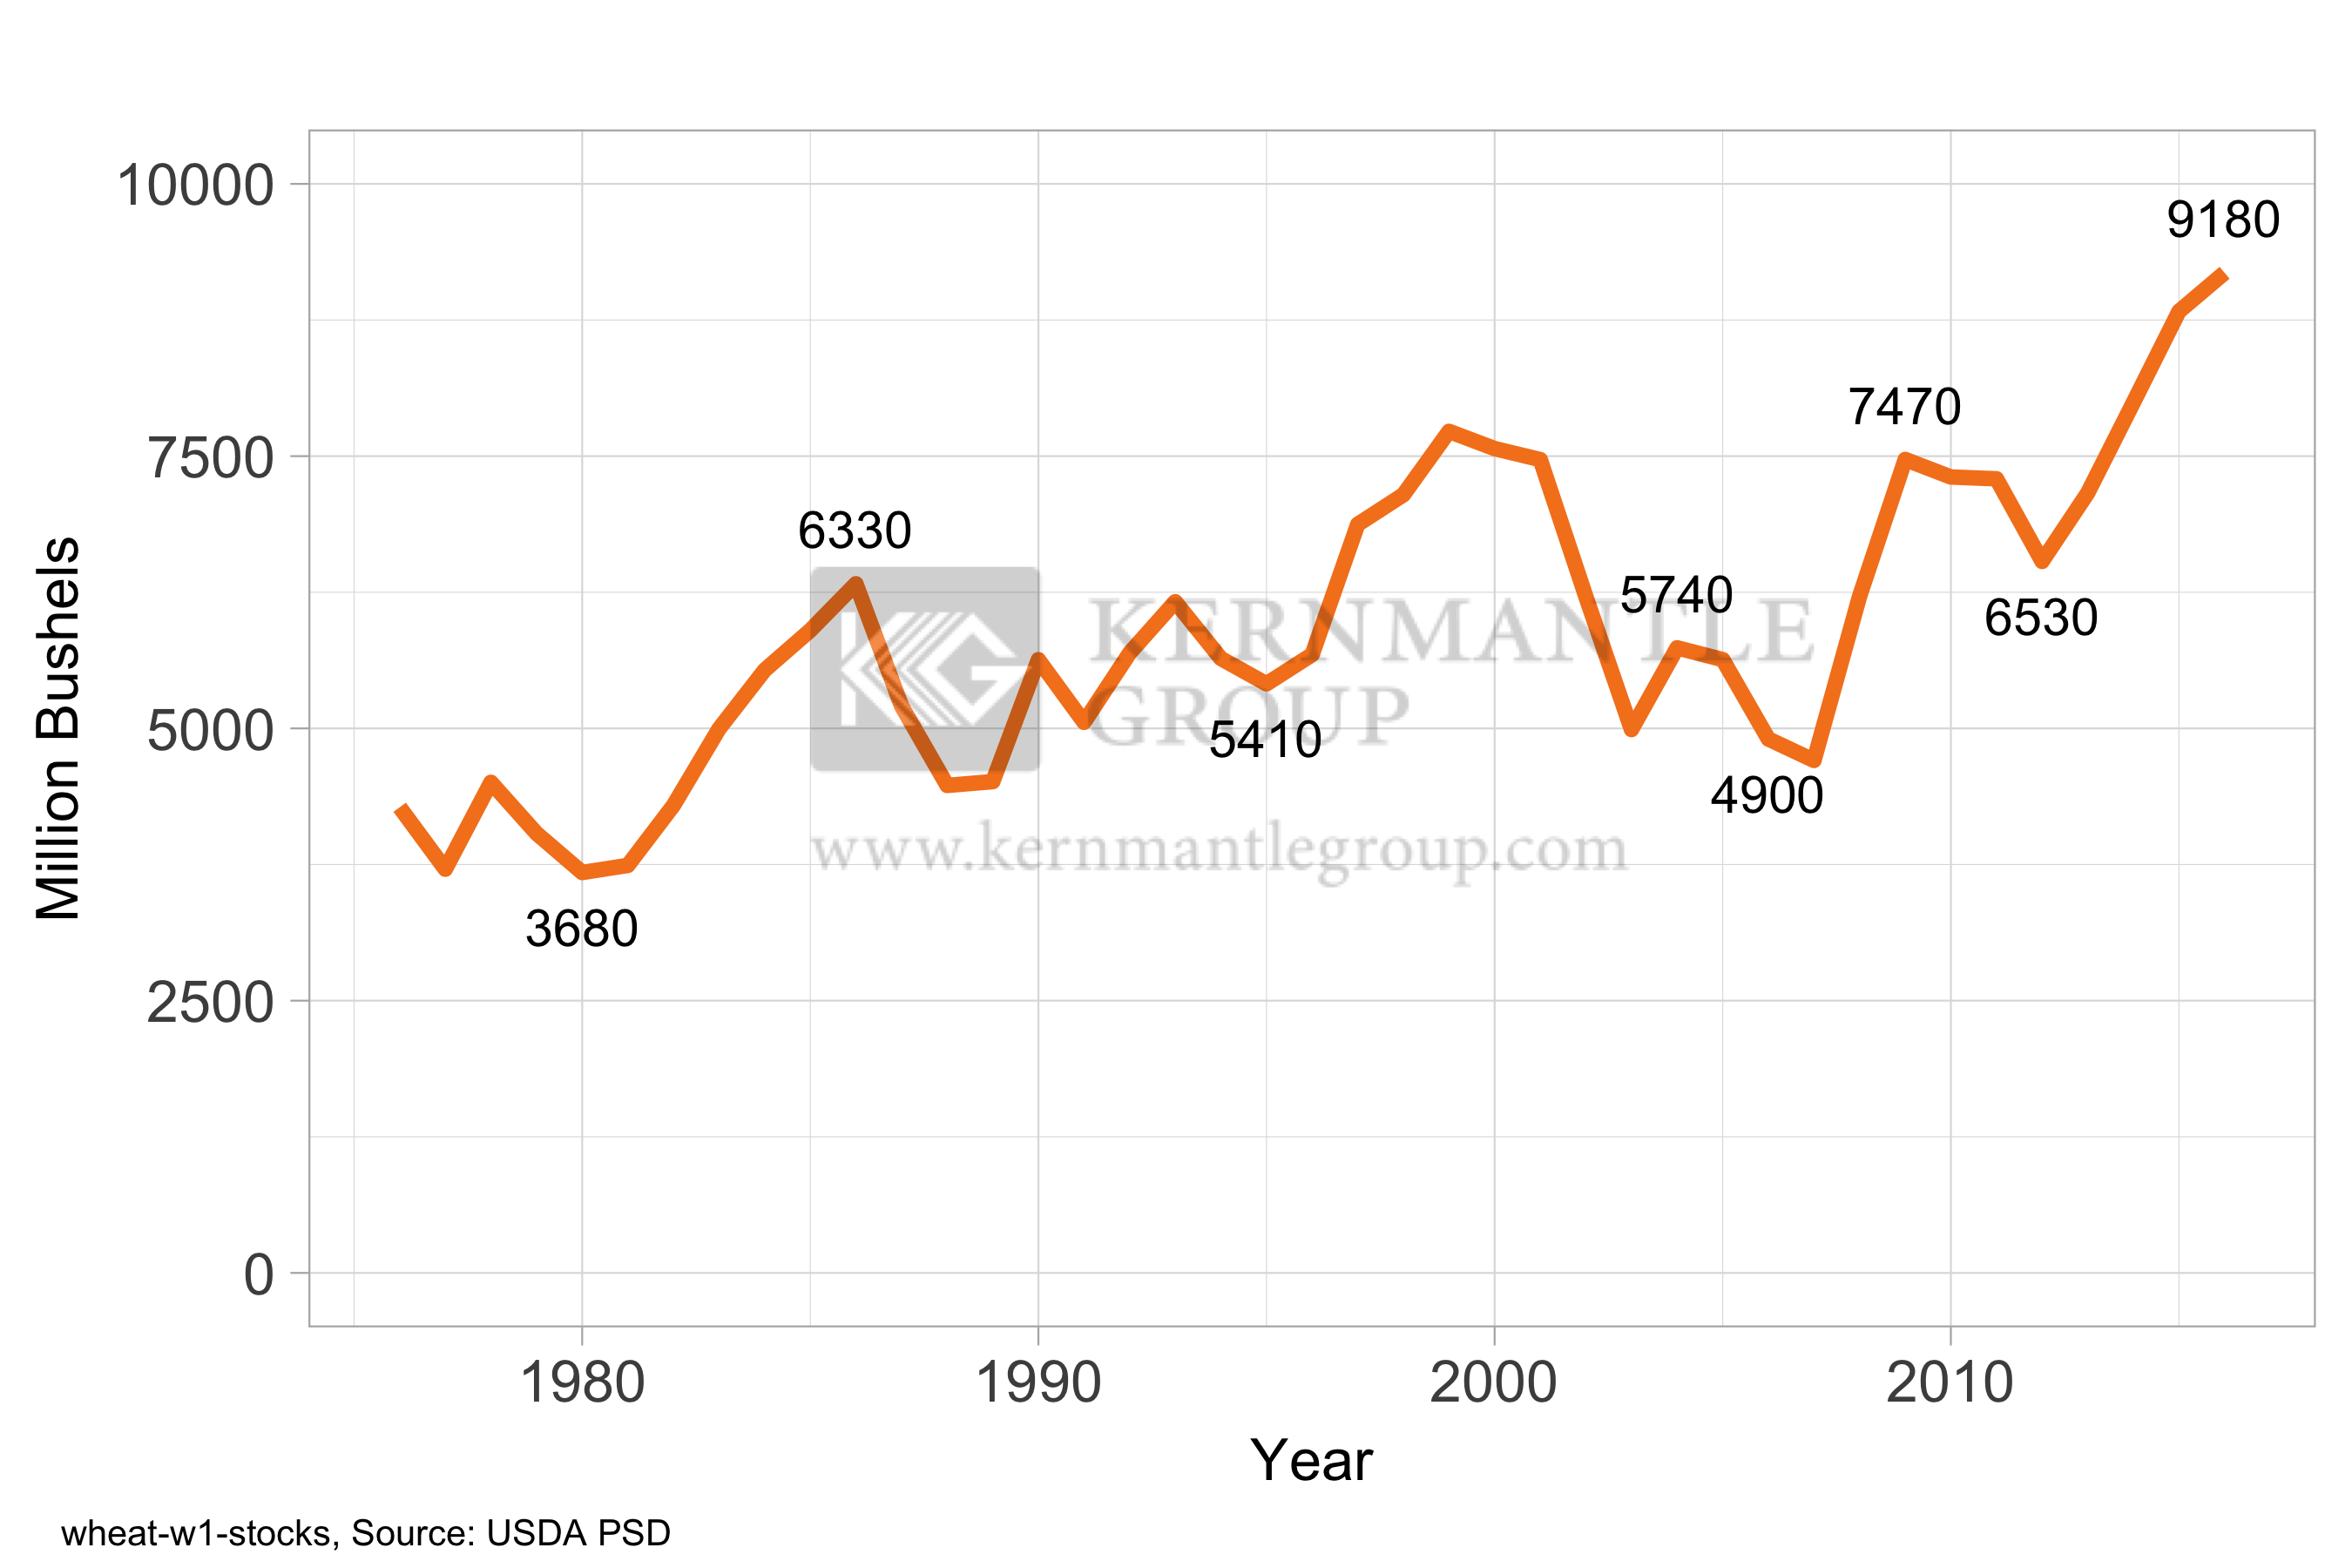 10000
9180
7470
7500
6330
5740
KERNMANTLE
6530
GROUP
5410
5000
4900
www.kernmantlegroup.com
3680
2500
0
Million Bushels
1980 1990 2000 2010
Year
wheat-w1-stocks, Source: USDA PSD